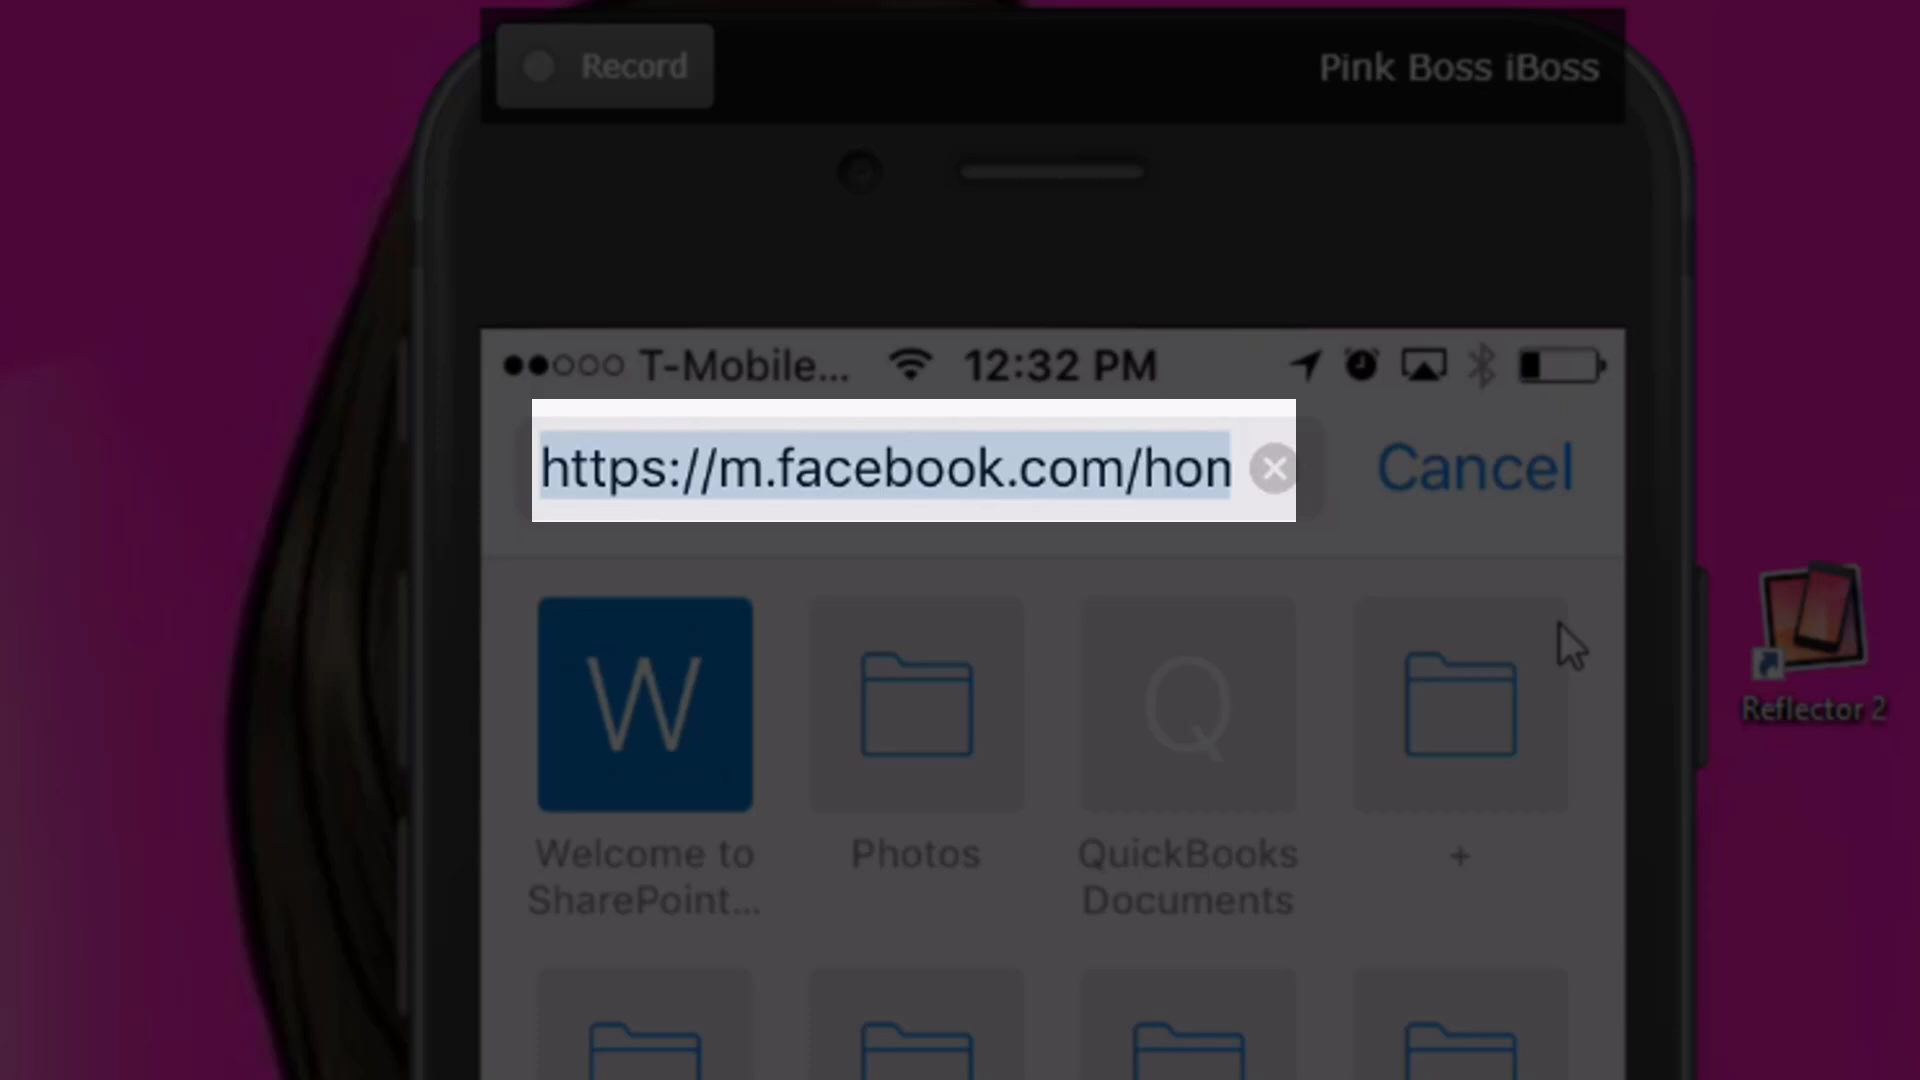 Record
Pink Boss iBoss
T-Mobile... 12:32 PM
https://m.facebook.com/hon
Cancel
W
Q
Welcome to
SharePoint...
Photos
QuickBooks
Documents
+
Reflector 2